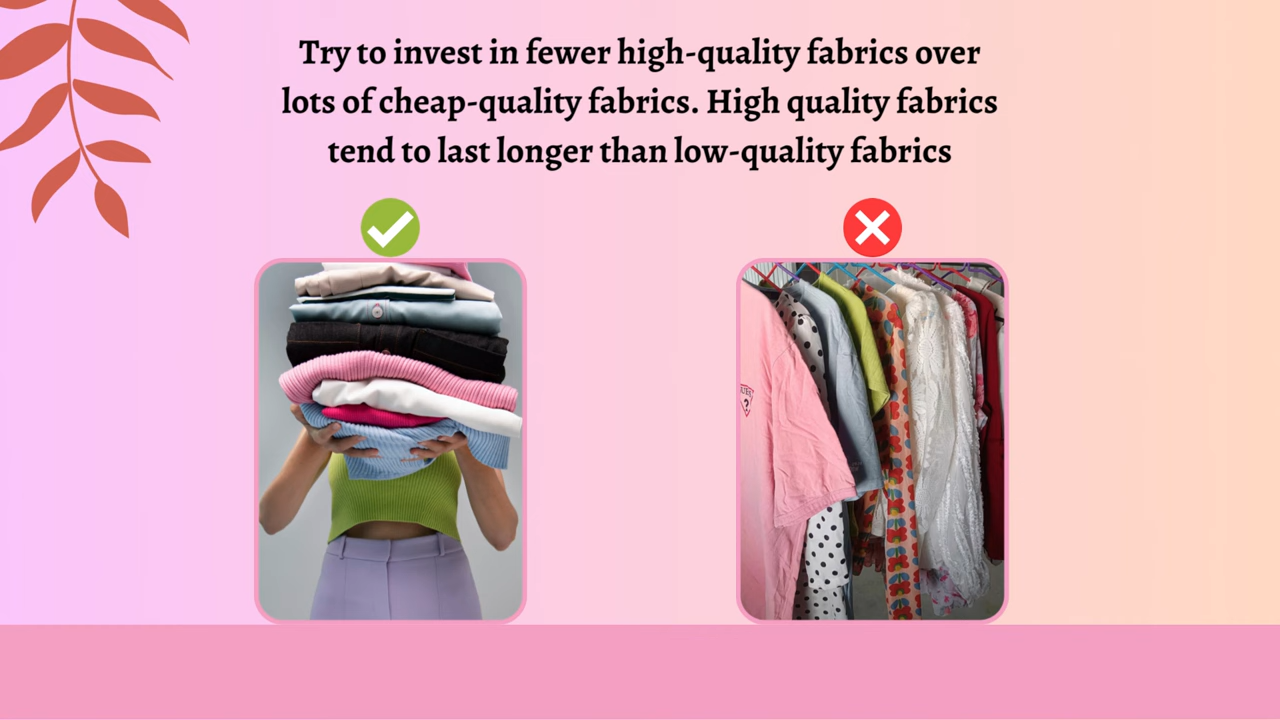 Try to invest in fewer high-quality fabrics over
lots of cheap-quality fabrics. High quality fabrics
tend to last longer than low-quality fabrics